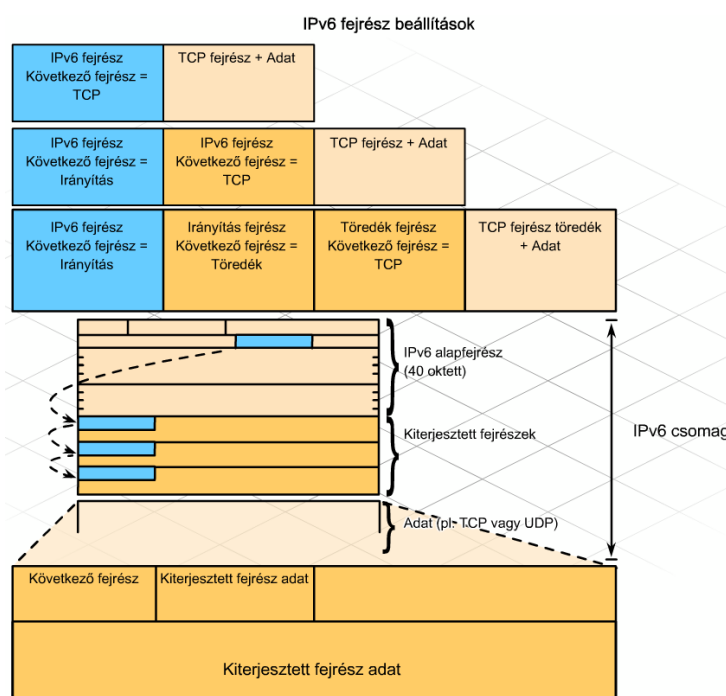 IPv6 fejrész beállítások
IPv6 fejrész
Következő fejrész =
TCP
TCP fejrész + Adat
IPv6 fejrész
Következő fejrész =
Irányítás
IPv6 fejrész
Következő fejrész =
TCP
TCP fejrész + Adat
IPv6 fejrész
Következő fejrész =
Irányítás
Irányítás fejrész
Következő fejrész =
Töredék
Töredék fejrész
Következő fejrész =
TCP
TCP fejrész töredék
+ Adat
IPv6 alapfejrész
(40 oktett)
Kiterjesztett fejrészek
IPv6 csomag
Adat (pl. TCP vagy UDP)
Következő fejrész
Kiterjesztett fejrész adat
Kiterjesztett fejrész adat